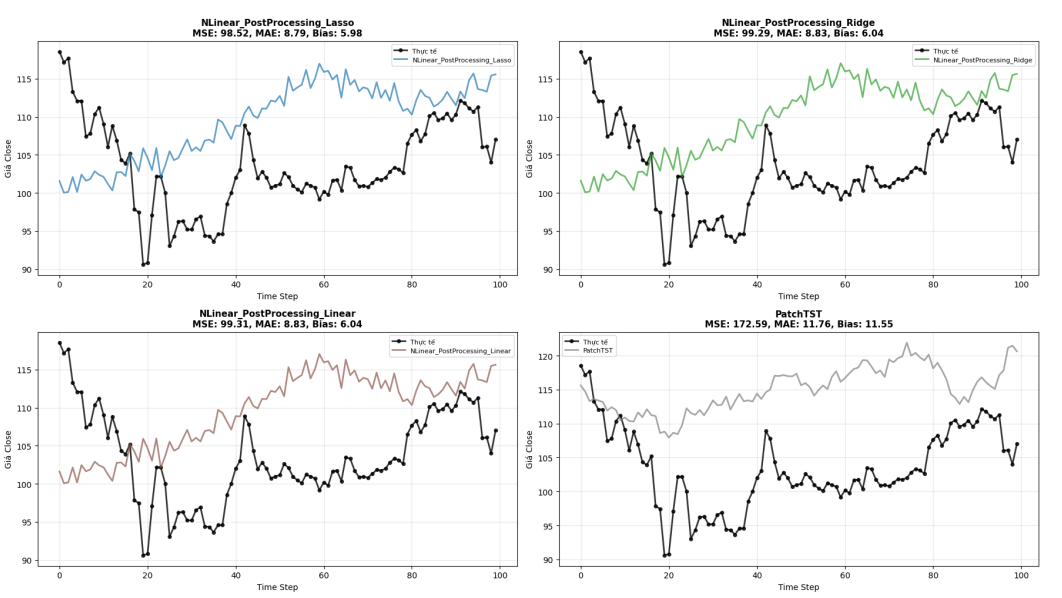 NLinear_PostProcessing_Lasso
MSE: 98.52, MAE: 8.79, Bias: 5.98
Thực tế
NLinear_PostProcessing_Lasso
Giá Close
115
110
105
100
95
90
0 20 40 60 80 100
Time Step
NLinear_PostProcessing_Ridge
MSE: 99.29, MAE: 8.83, Bias: 6.04
Thực tế
NLinear_PostProcessing_Ridge
Giá Close
115
110
105
100
95
90
0 20 40 60 80 100
Time Step
NLinear_PostProcessing_Linear
MSE: 99.31, MAE: 8.83, Bias: 6.04
Thực tế
NLinear_PostProcessing_Linear
Giá Close
115
110
105
100
95
90
0 20 40 60 80 100
Time Step
PatchTST
MSE: 172.59, MAE: 11.76, Bias: 11.55
Thực tế
PatchTST
Giá Close
120
115
110
105
100
95
90
0 20 40 60 80 100
Time Step